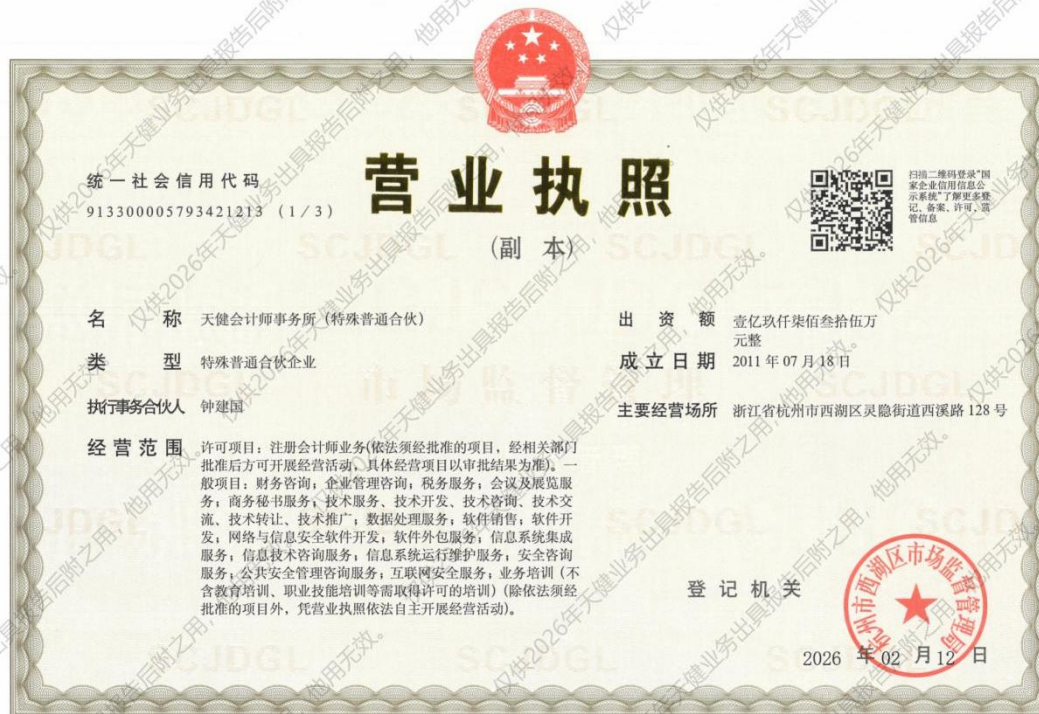 营业执照
(副 本)
统一社会信用代码
913300005793421213 (1/3)
扫描二维码登录“国
家企业信用信息公
示系统”了解更多登
记、备案、许可、监
管信息
名 称 天健会计师事务所(特殊普通合伙)
类 型 特殊普通合伙企业
执行事务合伙人 钟建国
经营范围 许可项目:注册会计师业务(依法须经批准的项目,经相关部门
批准后方可开展经营活动,具体经营项目以审批结果为准)。一
般项目:财务咨询;企业管理咨询;税务服务;会议及展览服
务;商务秘书服务;技术服务、技术开发、技术咨询、技术交
流、技术转让、技术推广;数据处理服务;软件销售;软件开
发;网络与信息安全软件开发;软件外包服务;信息系统集成
服务;信息技术咨询服务;信息系统运行维护服务;安全咨询
服务;公共安全管理咨询服务;互联网安全服务;业务培训(不
含教育培训、职业技能培训等需取得许可的培训)(除依法须经
批准的项目外,凭营业执照依法自主开展经营活动)。
出 资 额 壹亿玖仟柒佰叁拾伍万
元整
成立日期 2011年07月18日
主要经营场所 浙江省杭州市西湖区灵隐街道西溪路128号
登记机关
杭州市西湖区市场监督管理局
2026 年 02 月 12 日
仅供2026年天健业务出具报告后附之用,他用无效。
SCJDGL
市场监督管理